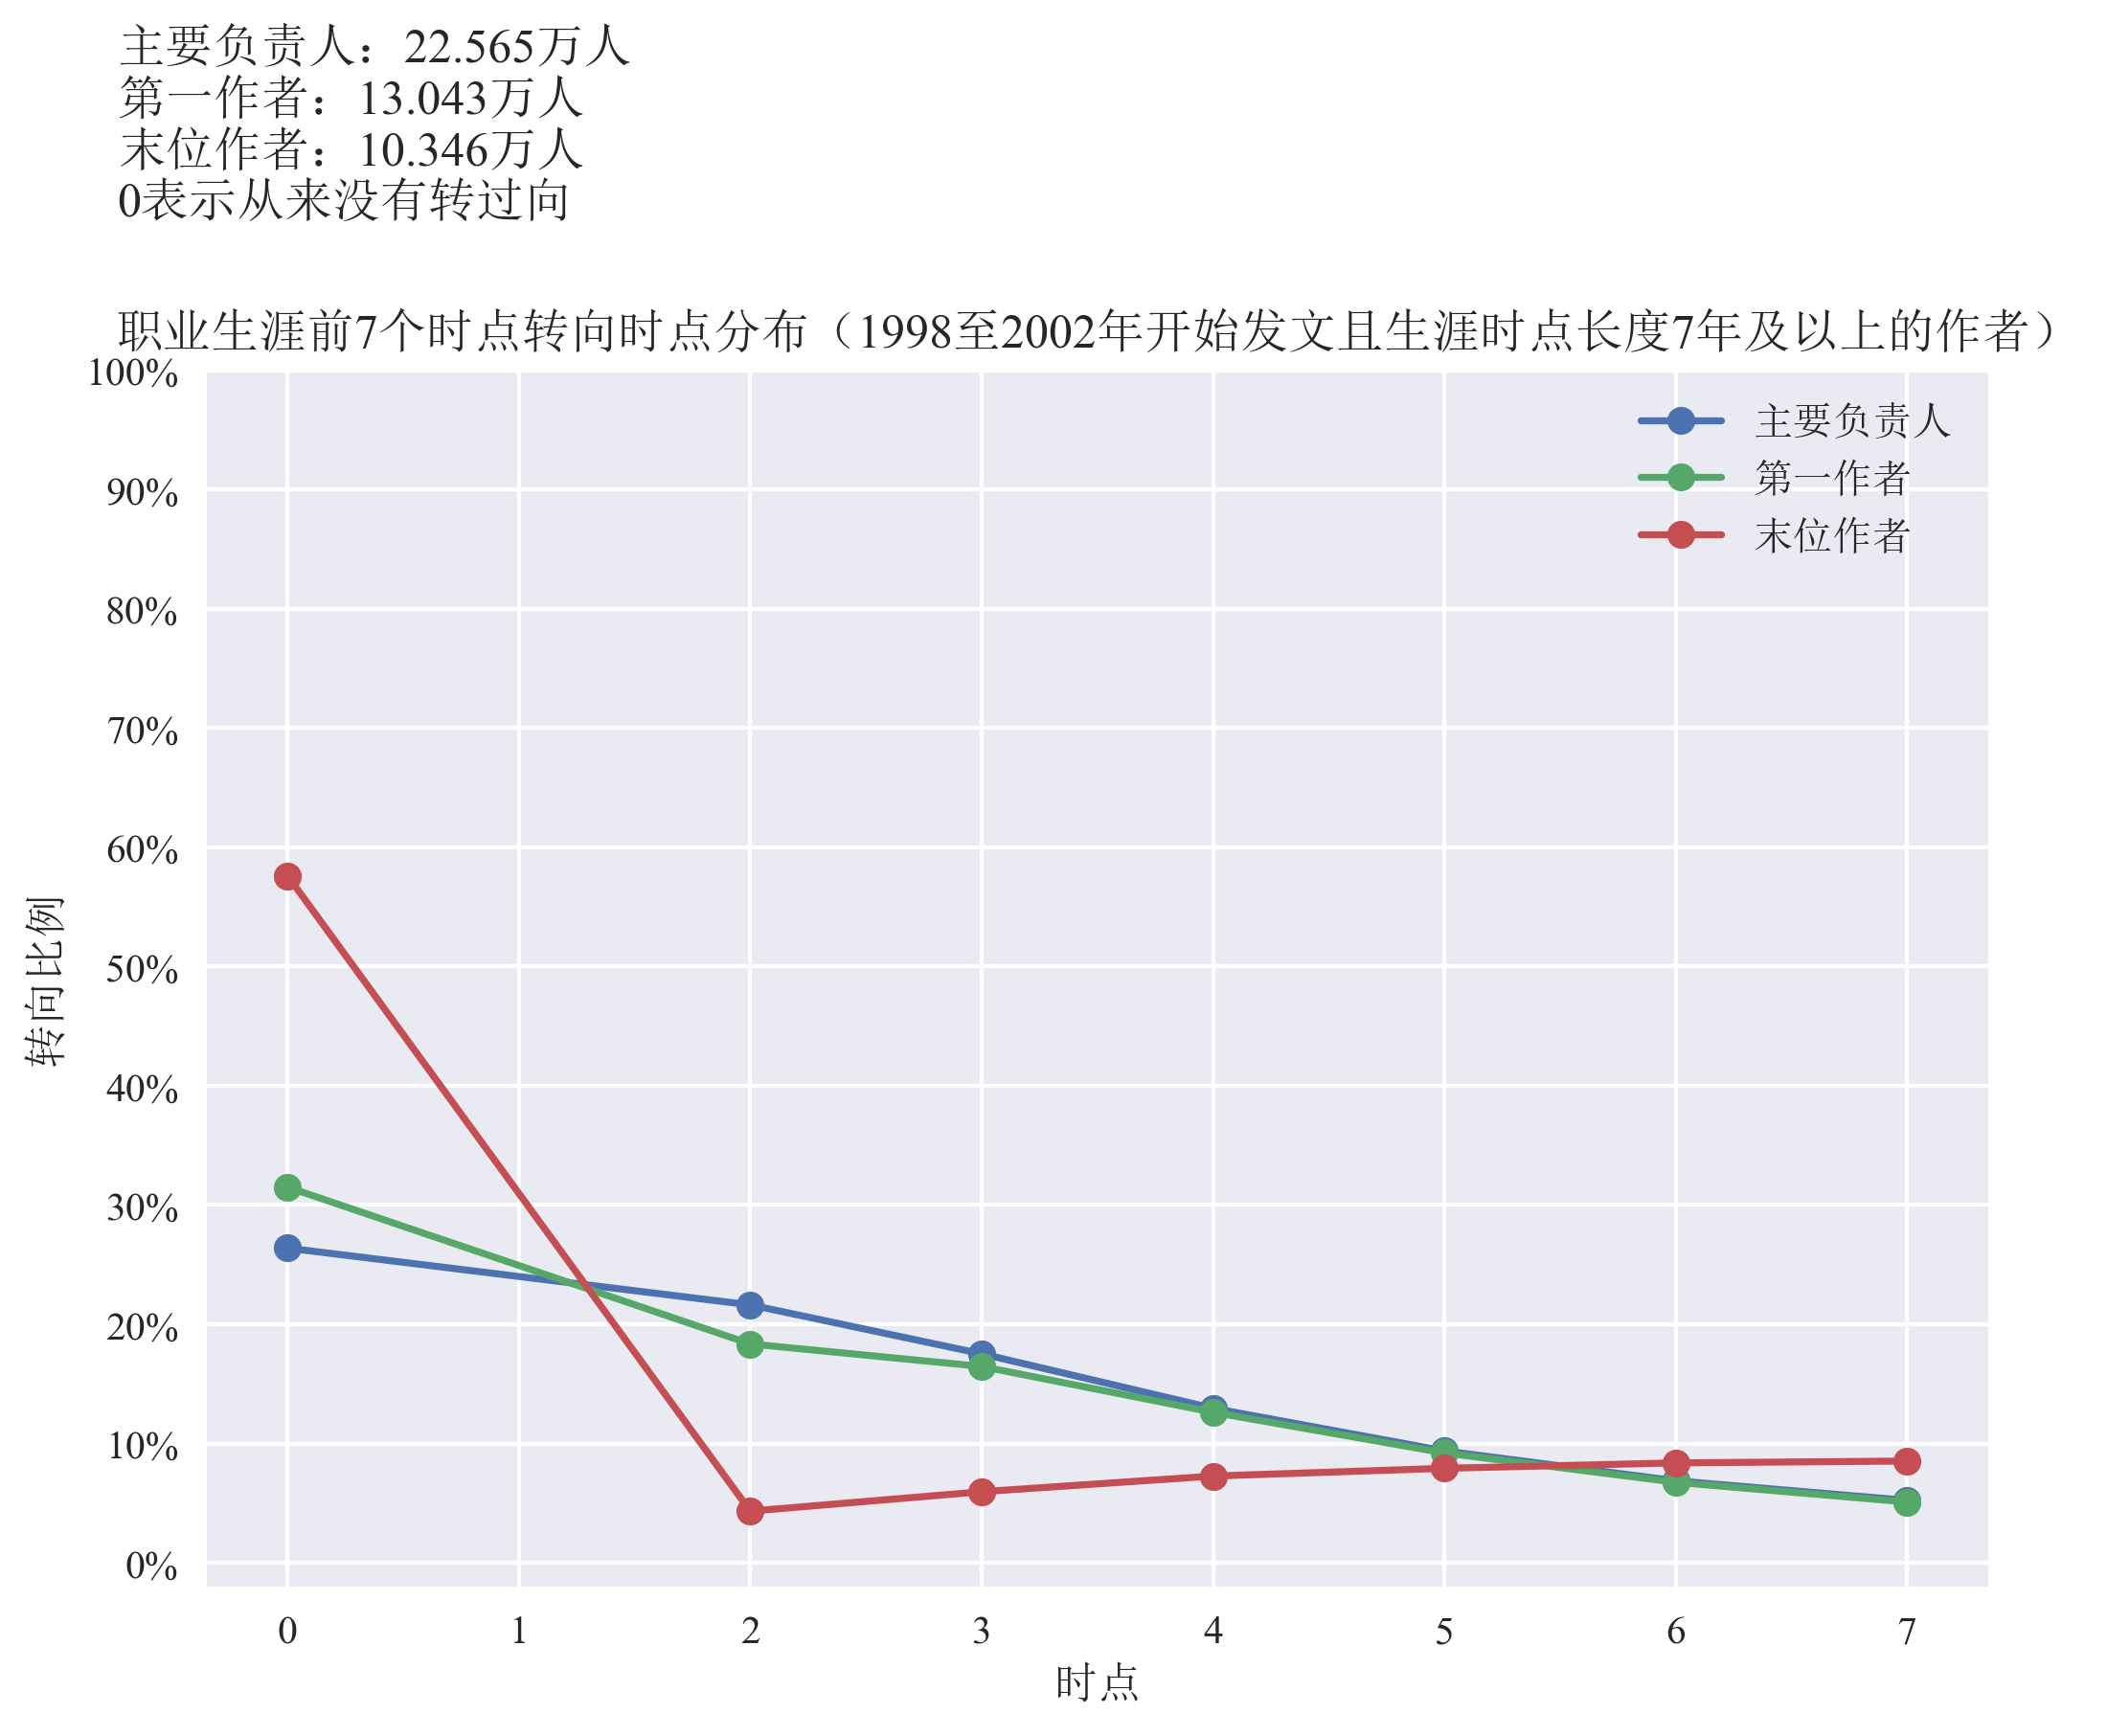 主要负责人：22.565万人
第一作者：13.043万人
末位作者：10.346万人
0表示从来没有转过向
职业生涯前7个时点转向时点分布（1998至2002年开始发文且生涯时点长度7年及以上的作者）
100%
90%
80%
70%
60%
50%
40%
30%
20%
10%
0%
转向比例
主要负责人
第一作者
末位作者
0 1 2 3 4 5 6 7
时点